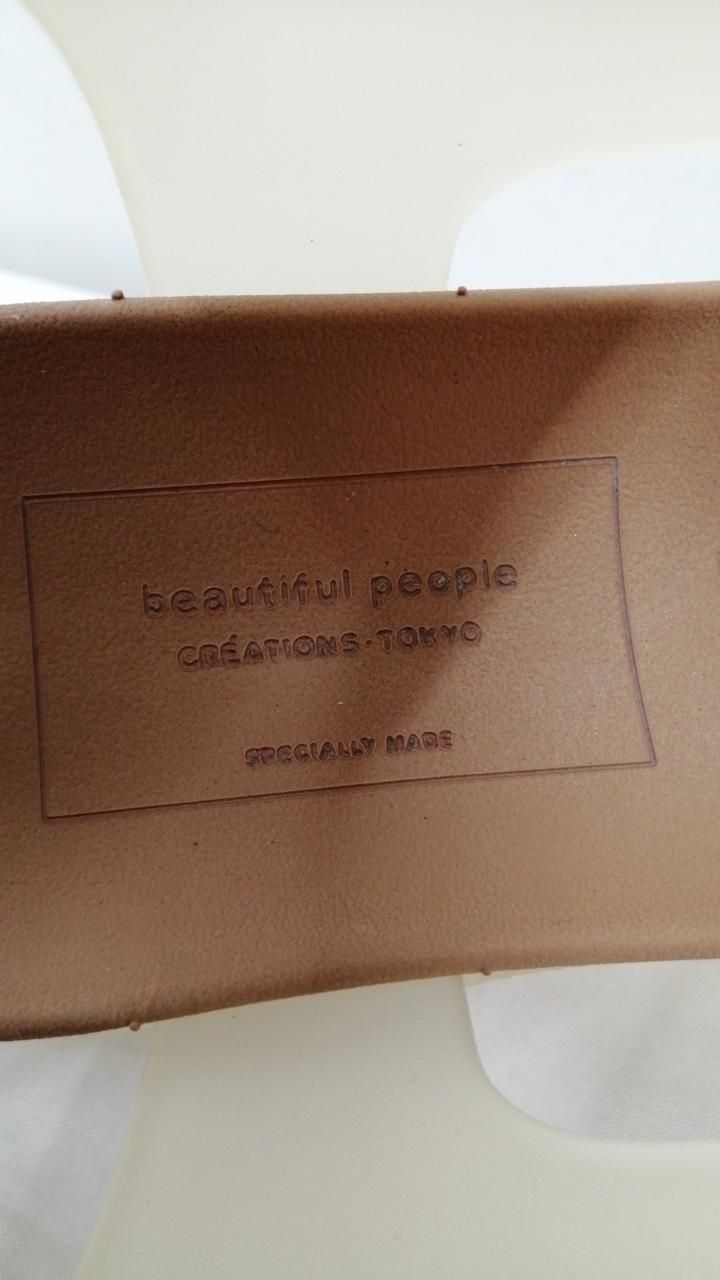 beautiful people
CRÉATIONS-TOKYO
SPECIALLY MADE